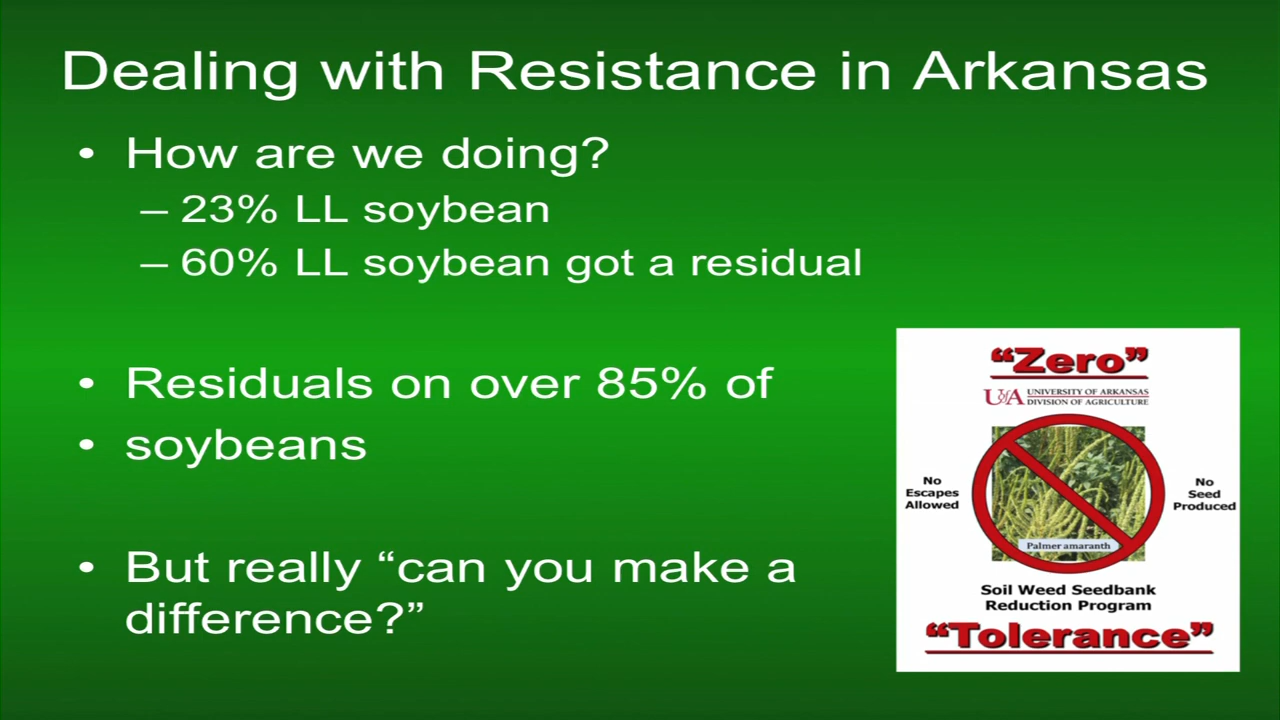 Dealing with Resistance in Arkansas
• How are we doing?
– 23% LL soybean
– 60% LL soybean got a residual
• Residuals on over 85% of
• soybeans
• But really “can you make a
difference?”
“Zero”
UofA UNIVERSITY OF ARKANSAS
DIVISION OF AGRICULTURE
No
Escapes
Allowed
No
Seed
Produced
Palmer amaranth
Soil Weed Seedbank
Reduction Program
“Tolerance”